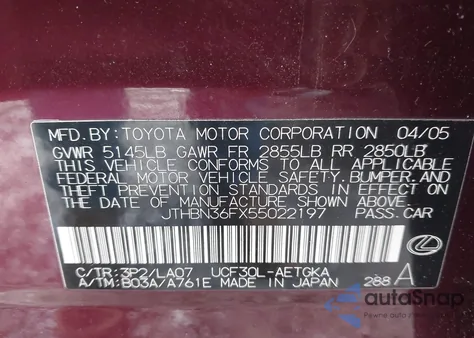 MFD. BY: TOYOTA MOTOR CORPORATION 04/05
GVWR 5145LB GAWR FR 2855LB RR 2850LB
THIS VEHICLE CONFORMS TO ALL APPLICABLE
FEDERAL MOTOR VEHICLE SAFETY, BUMPER, AND
THEFT PREVENTION STANDARDS IN EFFECT ON
THE DATE OF MANUFACTURE SHOWN ABOVE.
JTHBN36FX55022197 PASS. CAR
C/TR: 3P2/LA07 UCF30L-AETGKA
A/TM: B03A/A761E MADE IN JAPAN 288 A
autoSnap
Pewne auto z